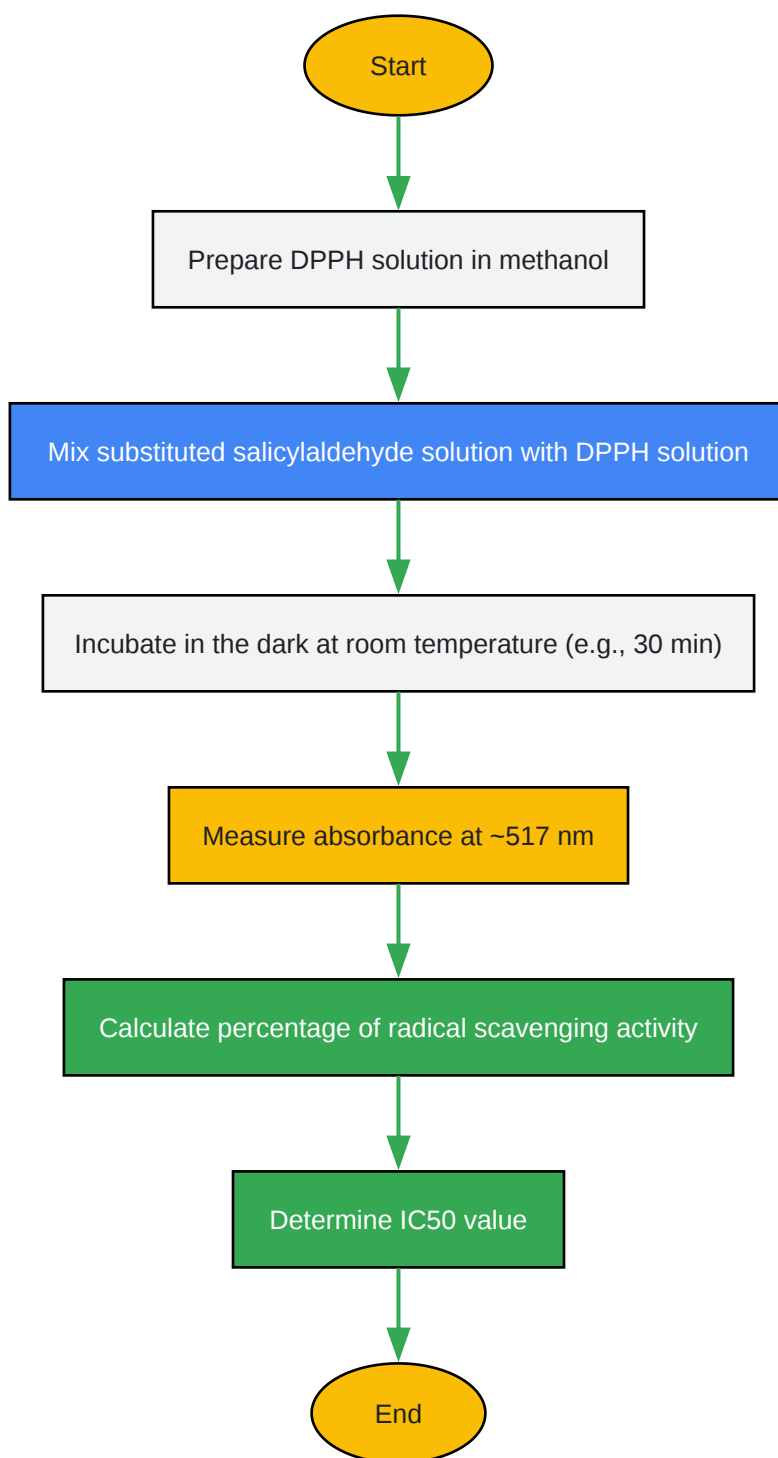 Start
Prepare DPPH solution in methanol
Mix substituted salicylaldehyde solution with DPPH solution
Incubate in the dark at room temperature (e.g., 30 min)
Measure absorbance at ~517 nm
Calculate percentage of radical scavenging activity
Determine IC50 value
End